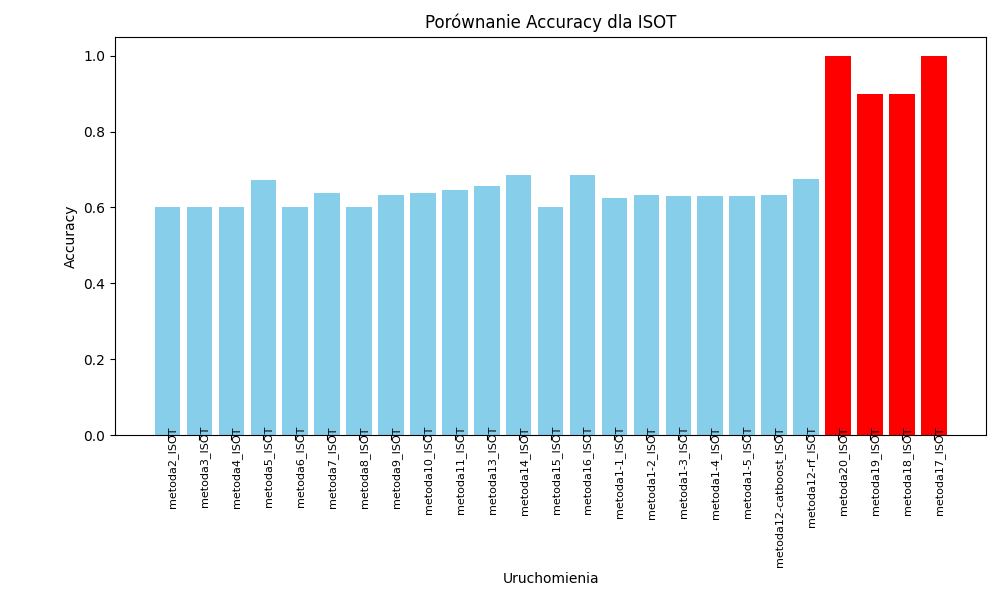 Porównanie Accuracy dla ISOT
1.0
0.8
0.6
0.4
0.2
0.0
Accuracy
metoda2_ISOT
metoda3_ISOT
metoda4_ISOT
metoda5_ISOT
metoda6_ISOT
metoda7_ISOT
metoda8_ISOT
metoda9_ISOT
metoda10_ISOT
metoda11_ISOT
metoda13_ISOT
metoda14_ISOT
metoda15_ISOT
metoda16_ISOT
metoda1-1_ISOT
metoda1-2_ISOT
metoda1-3_ISOT
metoda1-4_ISOT
metoda1-5_ISOT
metoda12-catboost_ISOT
metoda12-rf_ISOT
metoda20_ISOT
metoda19_ISOT
metoda18_ISOT
metoda17_ISOT
Uruchomienia